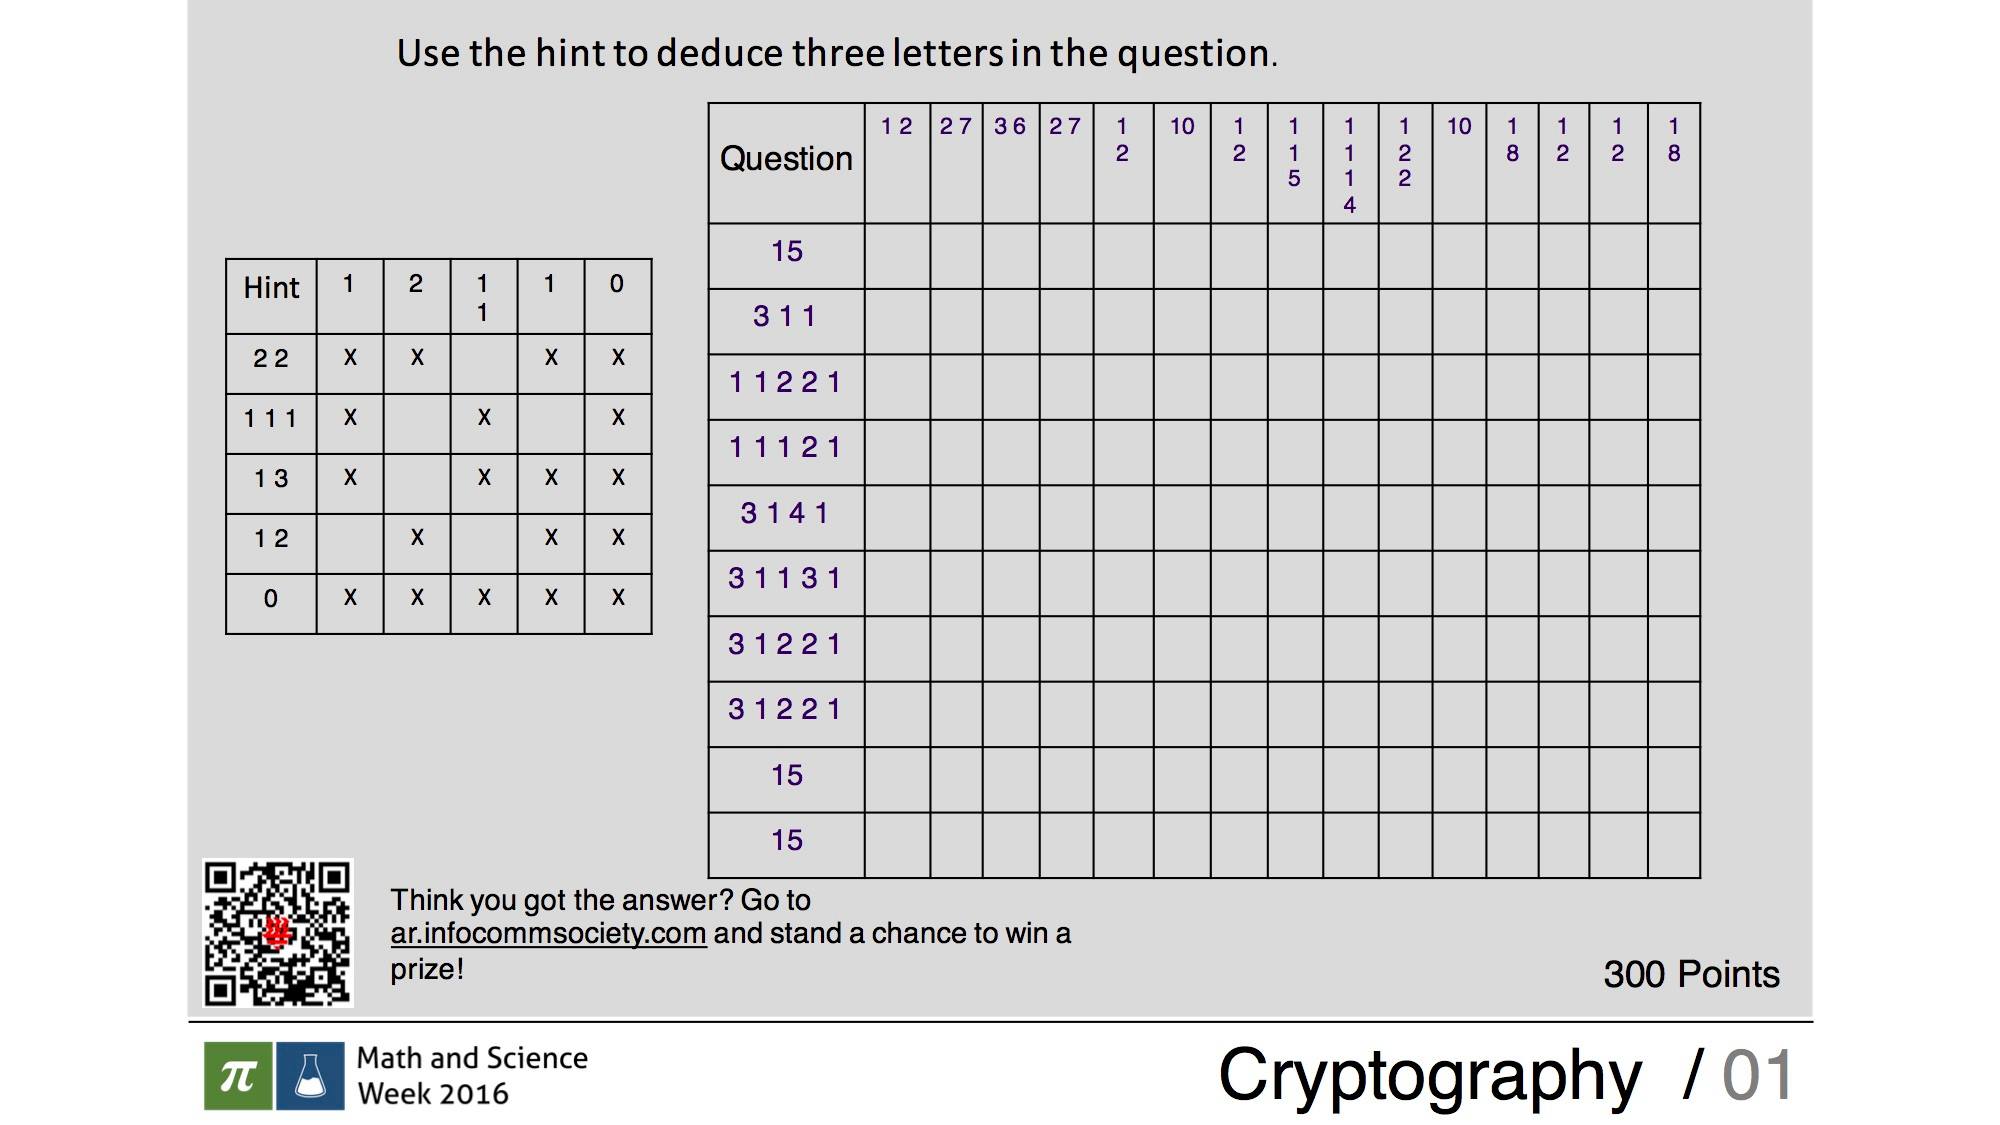 Use the hint to deduce three letters in the question.
Question 1 2 2 7 3 6 2 7 1 2 10 1 2 1 1 5 1 1 1 4 1 2 2 10 1 8 1 2 1 2 1 8
15
3 1 1
1 1 2 2 1
1 1 1 2 1
3 1 4 1
3 1 1 3 1
3 1 2 2 1
3 1 2 2 1
15
15
Hint 1 2 1 1 1 0
2 2 X X X X
1 1 1 X X X
1 3 X X X X
1 2 X X X
0 X X X X X
Think you got the answer? Go to
ar.infocommsociety.com and stand a chance to win a
prize!
300 Points
π
Math and Science
Week 2016
Cryptography / 01